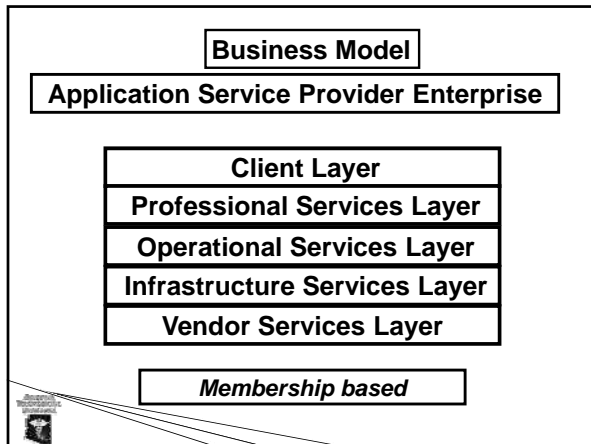 Business Model
Application Service Provider Enterprise
Client Layer
Professional Services Layer
Operational Services Layer
Infrastructure Services Layer
Vendor Services Layer
Membership based